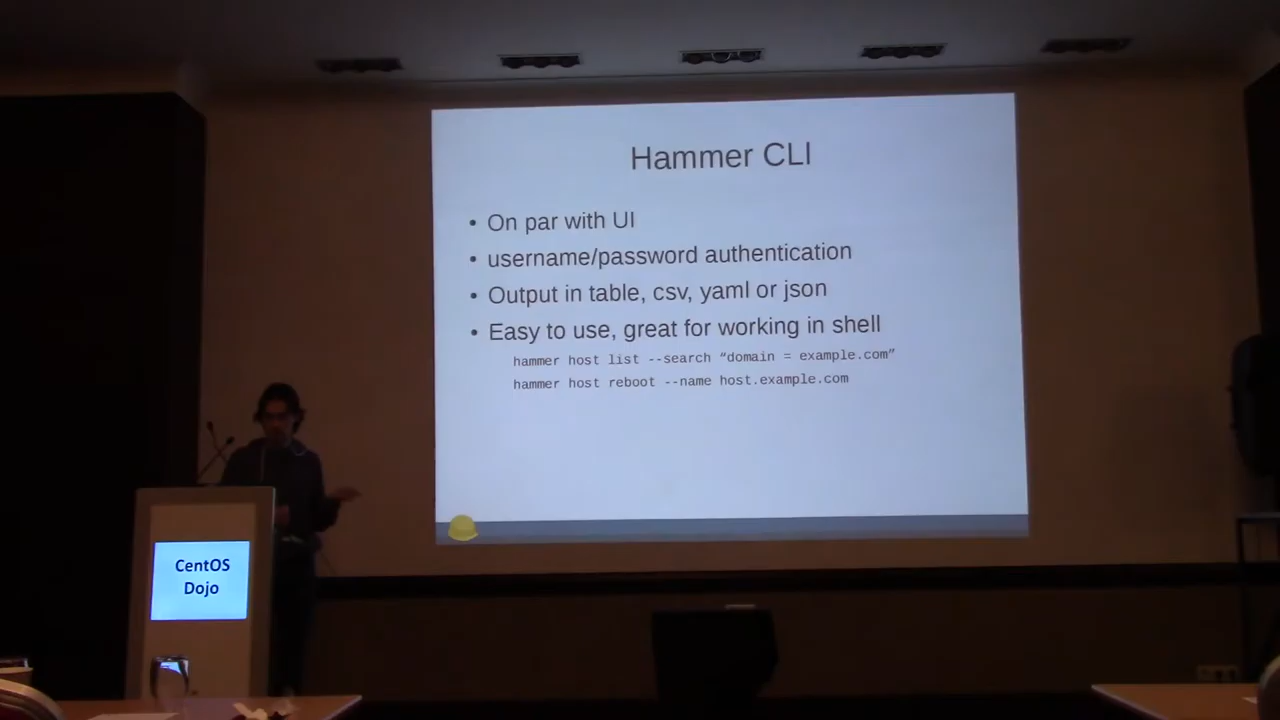 Hammer CLI
• On par with UI
• username/password authentication
• Output in table, csv, yaml or json
• Easy to use, great for working in shell
hammer host list --search “domain = example.com”
hammer host reboot --name host.example.com
CentOS
Dojo